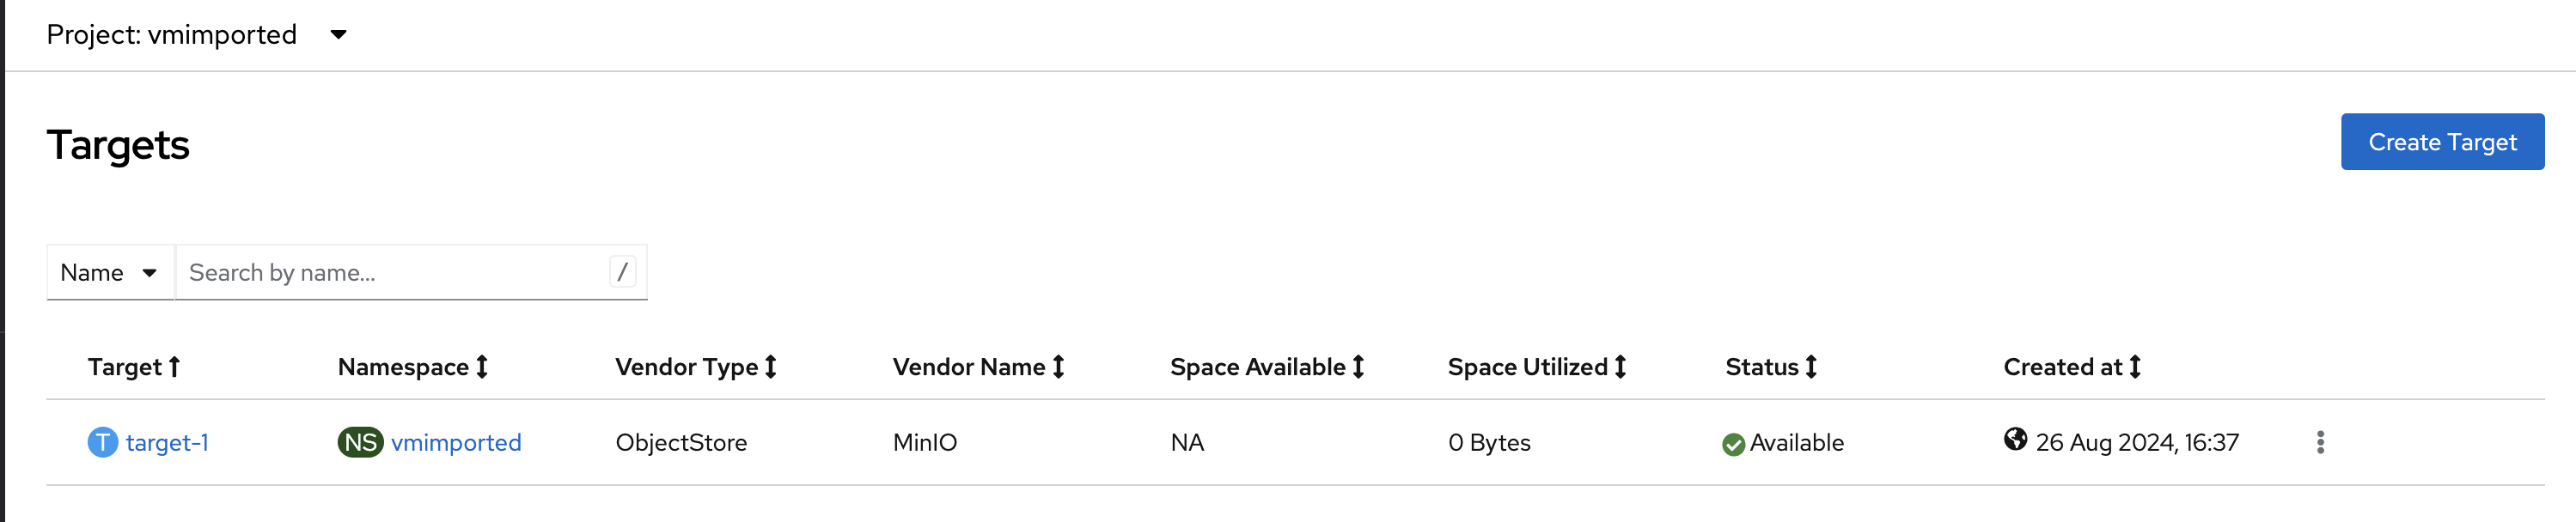 Project: vmimported
Targets
Create Target
Name Search by name... /
Target Namespace Vendor Type Vendor Name Space Available Space Utilized Status Created at
T target-1 NS vmimported ObjectStore MinIO NA 0 Bytes Available 26 Aug 2024, 16:37